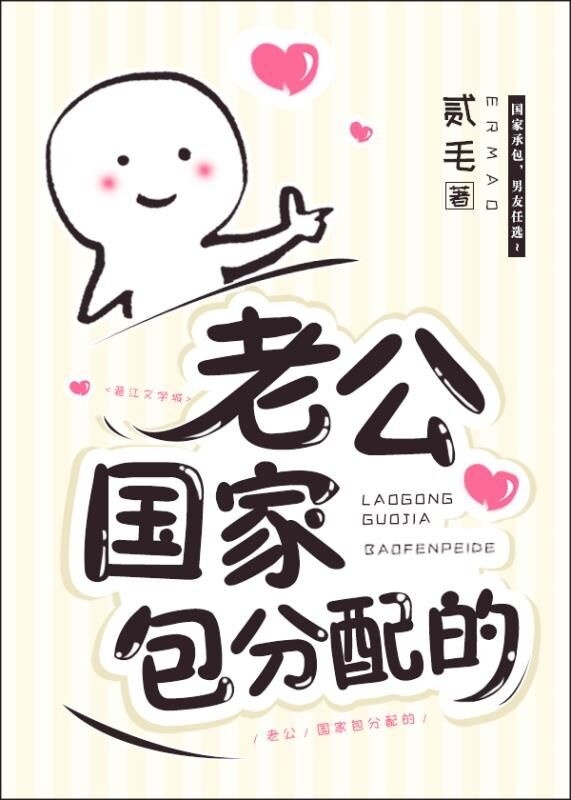 国家承包，男友任选~
ERMAO
贰毛著
<晋江文学城>
老公
国家
LAOGONG
GUOJIA
BAOFENPEIDE
包分配的
/ 老公 / 国家包分配的 /